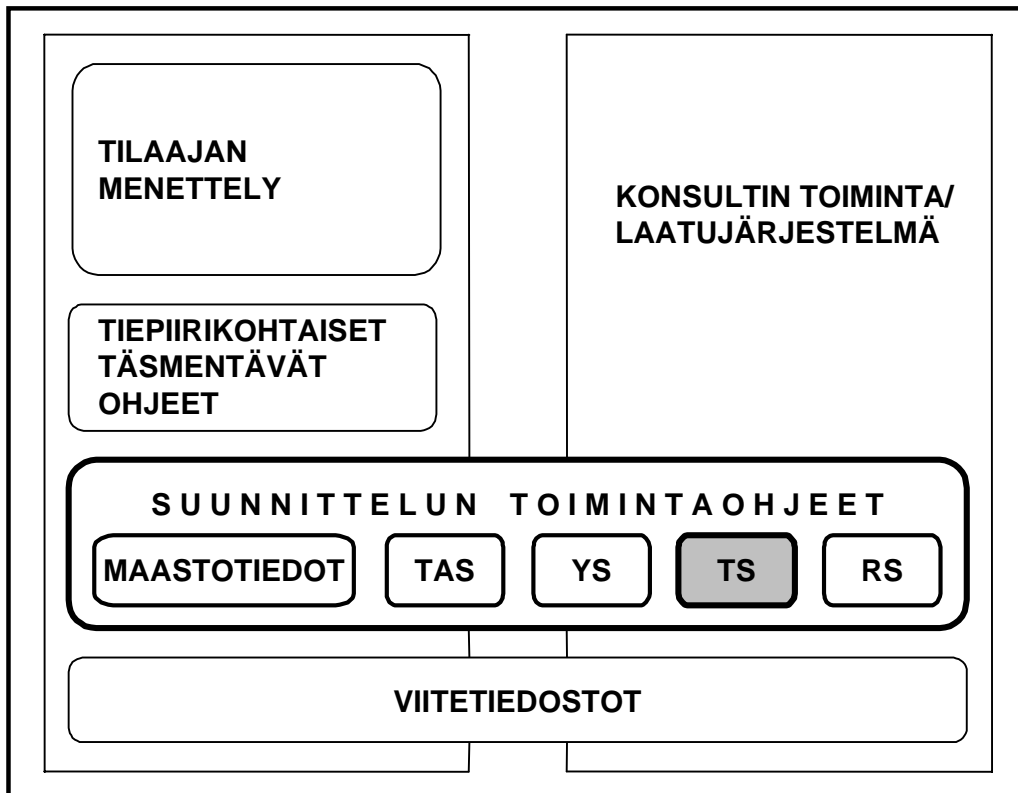 TILAAJAN
MENETTELY
KONSULTIN TOIMINTA/
LAATUJÄRJESTELMÄ
TIEPIIRIKOHTAISET
TÄSMENTÄVÄT
OHJEET
SUUNNITTELUN TOIMINTAOHJEET
MAASTOTIEDOT TAS YS TS RS
VIITETIEDOSTOT